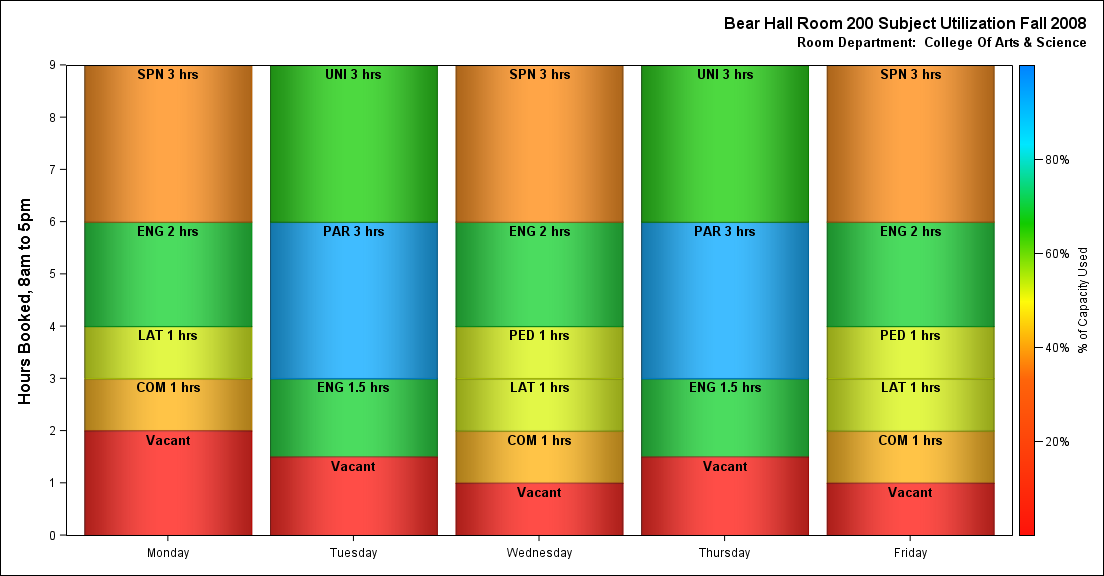 Bear Hall Room 200 Subject Utilization Fall 2008
Room Department:  College Of Arts & Science
Hours Booked, 8am to 5pm
9
8
7
6
5
4
3
2
1
0
SPN 3 hrs
ENG 2 hrs
LAT 1 hrs
COM 1 hrs
Vacant
Monday
UNI 3 hrs
PAR 3 hrs
ENG 1.5 hrs
Vacant
Tuesday
SPN 3 hrs
ENG 2 hrs
PED 1 hrs
LAT 1 hrs
COM 1 hrs
Vacant
Wednesday
UNI 3 hrs
PAR 3 hrs
ENG 1.5 hrs
Vacant
Thursday
SPN 3 hrs
ENG 2 hrs
PED 1 hrs
LAT 1 hrs
COM 1 hrs
Vacant
Friday
80%
60%
40%
20%
% of Capacity Used